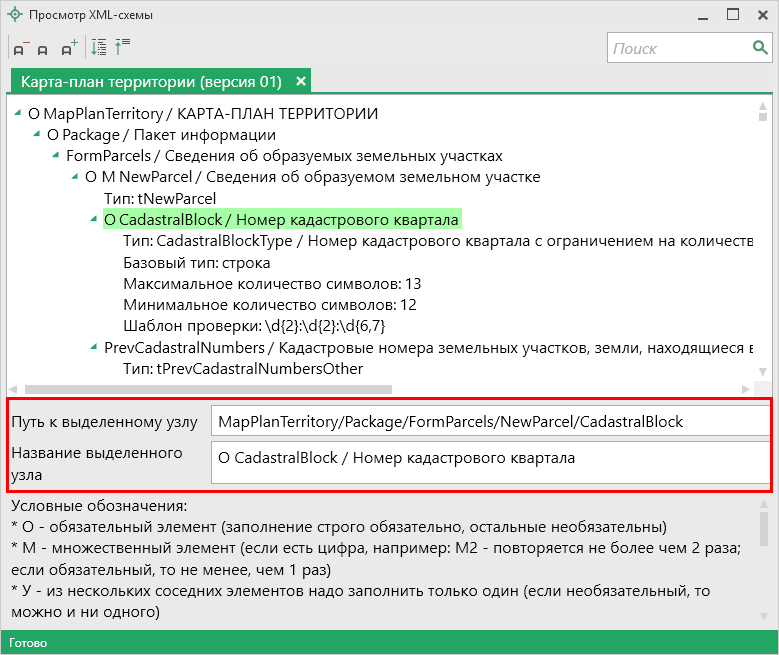 Просмотр XML-схемы
Поиск
Карта-план территории (версия 01)
О MapPlanTerritory / КАРТА-ПЛАН ТЕРРИТОРИИ
О Package / Пакет информации
FormParcels / Сведения об образуемых земельных участках
О М NewParcel / Сведения об образуемом земельном участке
Тип: tNewParcel
О CadastralBlock / Номер кадастрового квартала
Тип: CadastralBlockType / Номер кадастрового квартала с ограничением на количеств
Базовый тип: строка
Максимальное количество символов: 13
Минимальное количество символов: 12
Шаблон проверки: \d{2}:\d{2}:\d{6,7}
PrevCadastralNumbers / Кадастровые номера земельных участков, земли, находящиеся в
Тип: tPrevCadastralNumbersOther
Путь к выделенному узлу
MapPlanTerritory/Package/FormParcels/NewParcel/CadastralBlock
Название выделенного
узла
О CadastralBlock / Номер кадастрового квартала
Условные обозначения:
* О - обязательный элемент (заполнение строго обязательно, остальные необязательны)
* М - множественный элемент (если есть цифра, например: М2 - повторяется не более чем 2 раза;
если обязательный, то не менее, чем 1 раз)
* У - из нескольких соседних элементов надо заполнить только один (если необязательный, то
можно и ни одного)
Готово